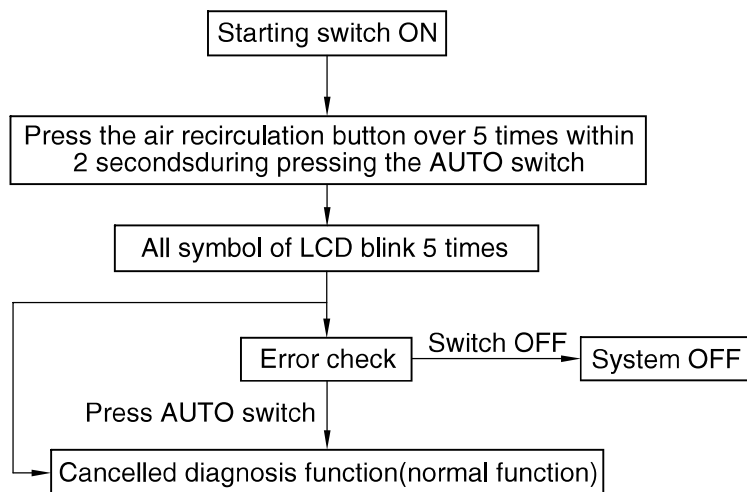 Starting switch ON
Press the air recirculation button over 5 times within
2 secondsduring pressing the AUTO switch
All symbol of LCD blink 5 times
Error check
Switch OFF
System OFF
Press AUTO switch
Cancelled diagnosis function(normal function)